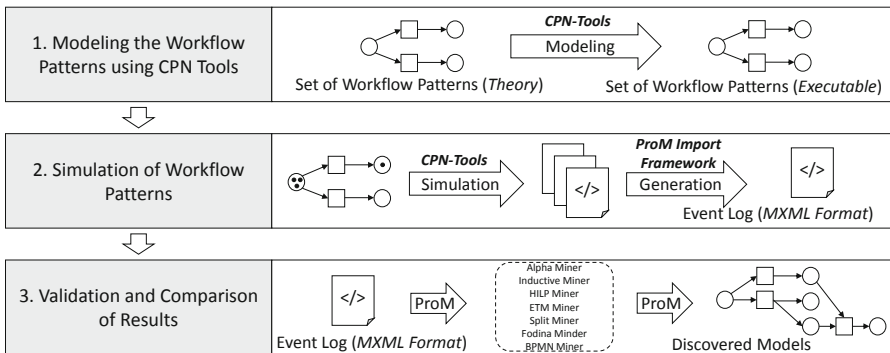 1. Modeling the Workflow
Patterns using CPN Tools
CPN-Tools
Modeling
Set of Workflow Patterns (Theory)
Set of Workflow Patterns (Executable)
2. Simulation of Workflow
Patterns
CPN-Tools
Simulation
</>
ProM Import
Framework
Generation
</>
Event Log (MXML Format)
3. Validation and Comparison
of Results
</>
Event Log (MXML Format)
ProM
Alpha Miner
Inductive Miner
HILP Miner
ETM Miner
Split Miner
Fodina Minder
BPMN Miner
ProM
Discovered Models